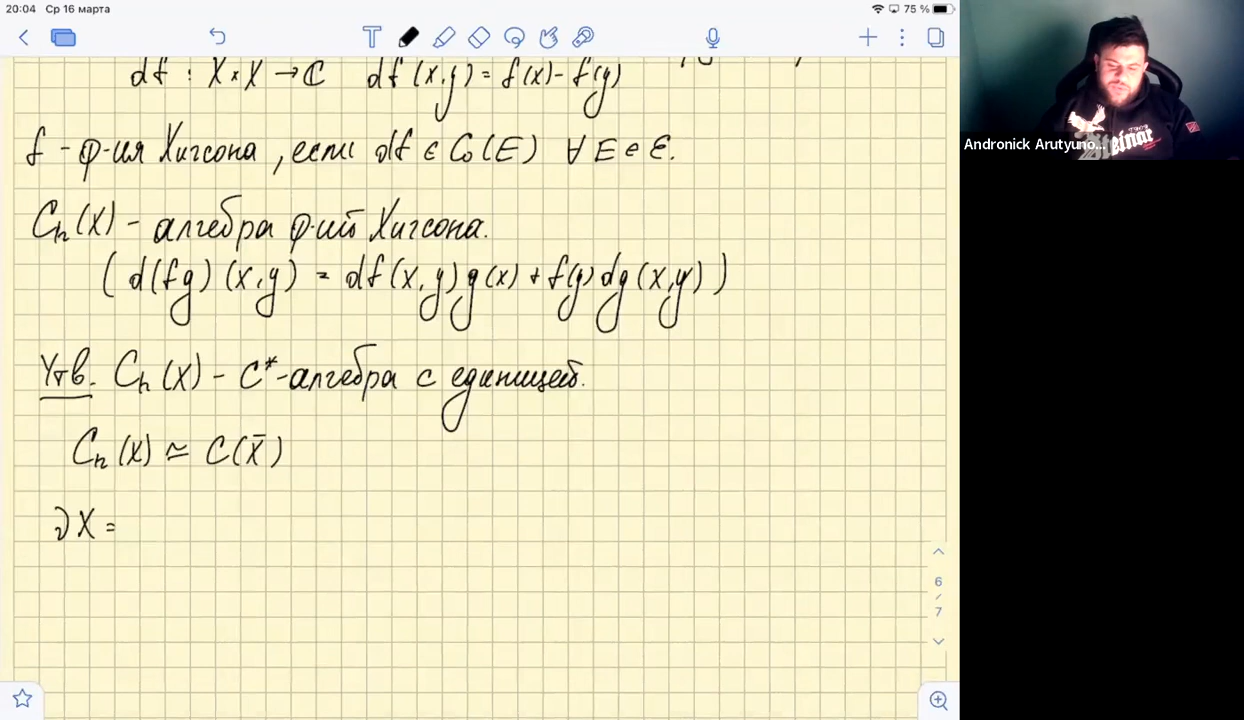 20:04 Ср 16 марта
75 %
df : X × X → ℂ df(x,y) = f(x) - f(y)
Andronick Arutyuno...
f - ф-ия Хигсона, если df ∈ C₀(E) ∀ E ∈ ℰ.
Cₕ(X) - алгебра ф-ий Хигсона.
( d(fg)(x,y) = df(x,y)g(x) + f(y)dg(x,y) )
Утв. Cₕ(X) - C*-алгебра с единицей.
Cₕ(X) ≃ C(X̄)
∂X =
6
/
7